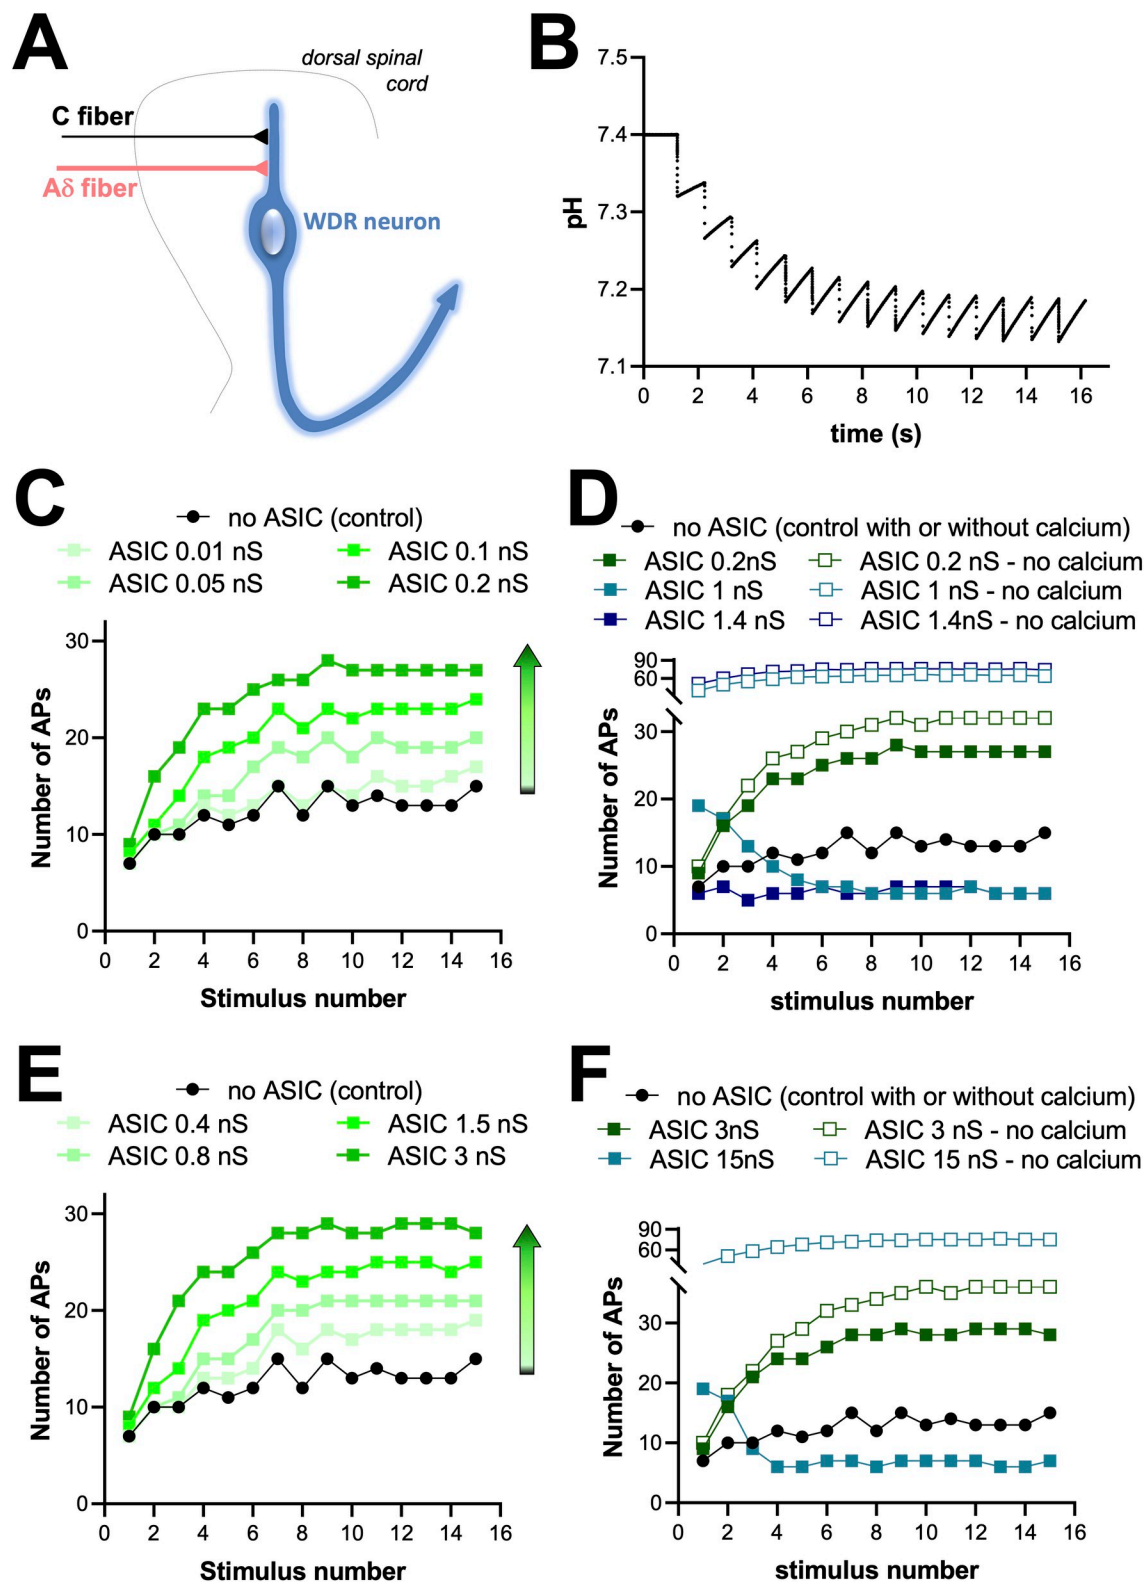 A
dorsal spinal
cord
C fiber
Aδ fiber
WDR neuron
B
7.5
7.4
7.3
7.2
7.1
pH
0 2 4 6 8 10 12 14 16
time (s)
C
no ASIC (control)
ASIC 0.01 nS ASIC 0.1 nS
ASIC 0.05 nS ASIC 0.2 nS
30
20
10
0
Number of APs
0 2 4 6 8 10 12 14 16
Stimulus number
D
no ASIC (control with or without calcium)
ASIC 0.2nS ASIC 0.2 nS - no calcium
ASIC 1 nS ASIC 1 nS - no calcium
ASIC 1.4 nS ASIC 1.4nS - no calcium
90
60
30
20
10
0
Number of APs
0 2 4 6 8 10 12 14 16
stimulus number
E
no ASIC (control)
ASIC 0.4 nS ASIC 1.5 nS
ASIC 0.8 nS ASIC 3 nS
30
20
10
0
Number of APs
0 2 4 6 8 10 12 14 16
Stimulus number
F
no ASIC (control with or without calcium)
ASIC 3nS ASIC 3 nS - no calcium
ASIC 15nS ASIC 15 nS - no calcium
90
60
30
20
10
0
Number of APs
0 2 4 6 8 10 12 14 16
stimulus number